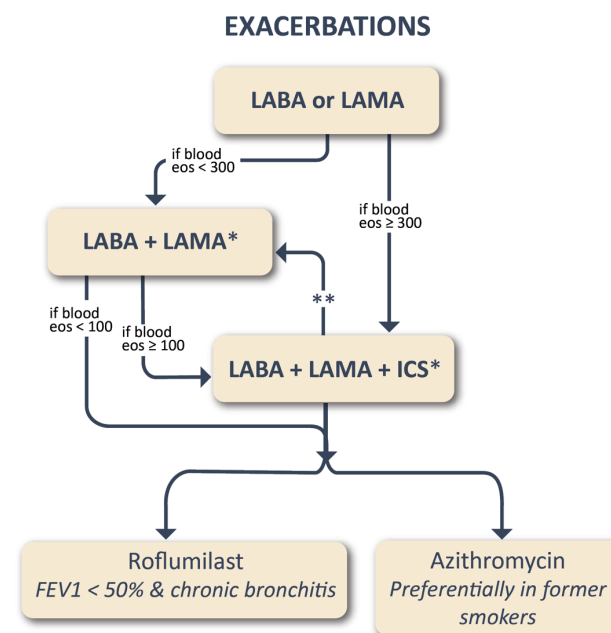 EXACERBATIONS
LABA or LAMA
if blood
eos < 300
if blood
eos ≥ 300
LABA + LAMA*
**
if blood
eos < 100
if blood
eos ≥ 100
LABA + LAMA + ICS*
Roflumilast
FEV1 < 50% & chronic bronchitis
Azithromycin
Preferentially in former
smokers